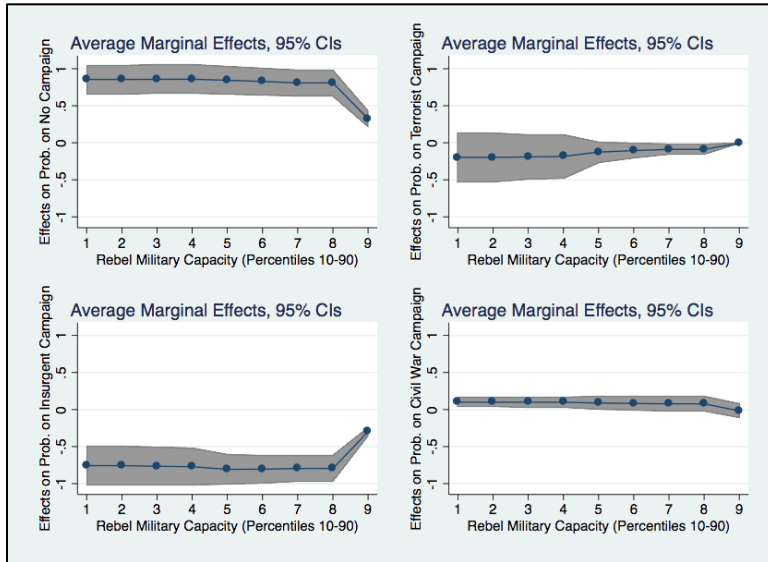 Average Marginal Effects, 95% CIs
Effects on Prob. on No Campaign
1
.5
0
-.5
-1
1 2 3 4 5 6 7 8 9
Rebel Military Capacity (Percentiles 10-90)
Average Marginal Effects, 95% CIs
Effects on Prob. on Terrorist Campaign
1
.5
0
-.5
-1
1 2 3 4 5 6 7 8 9
Rebel Military Capacity (Percentiles 10-90)
Average Marginal Effects, 95% CIs
Effects on Prob. on Insurgent Campaign
1
.5
0
-.5
-1
1 2 3 4 5 6 7 8 9
Rebel Military Capacity (Percentiles 10-90)
Average Marginal Effects, 95% CIs
Effects on Prob. on Civil War Campaign
1
.5
0
-.5
-1
1 2 3 4 5 6 7 8 9
Rebel Military Capacity (Percentiles 10-90)